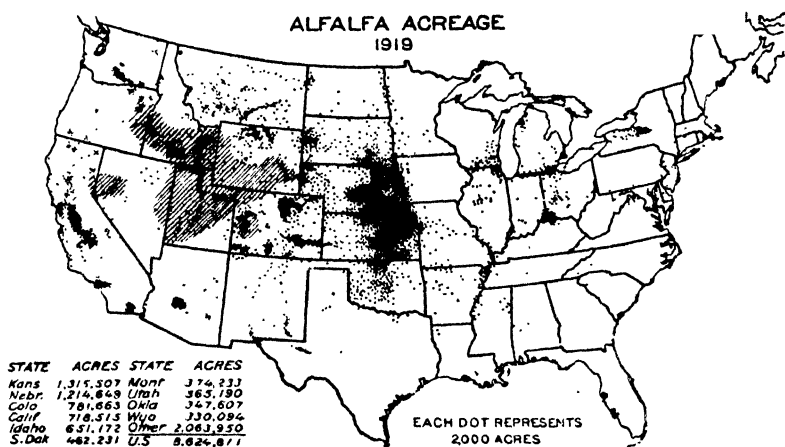 ALFALFA ACREAGE
1919
STATE ACRES STATE ACRES
Kans 1,315,507 Mont 374,233
Nebr. 1,214,649 Utah 365,190
Colo 781,663 Okla 347,607
Calif 718,515 Wyo 330,094
Idaho 651,172 Other 2,063,950
S.Dak 462,231 U.S 8,624,811
EACH DOT REPRESENTS
2,000 ACRES